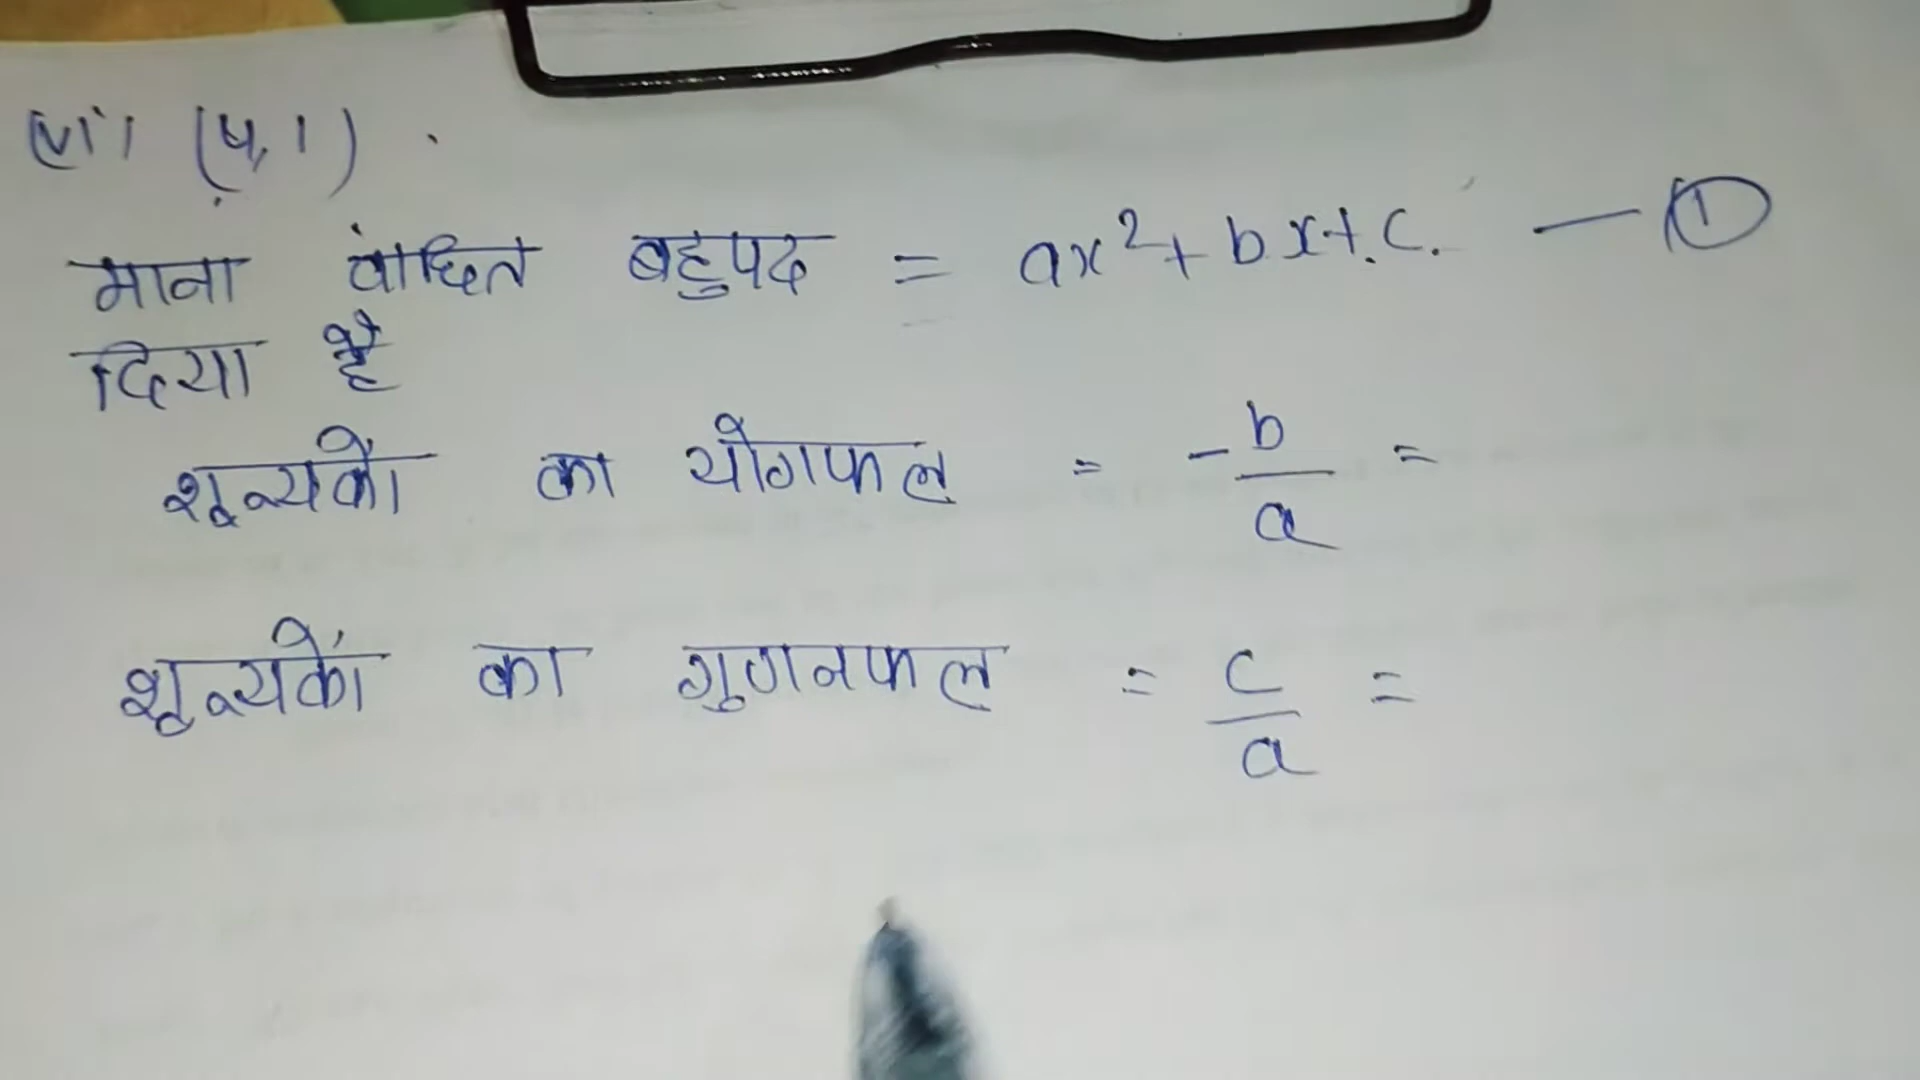 (vi) (4, 1)
माना वांछित बहुपद = ax² + bx + c. — ①
दिया है
शून्यकों का योगफल = -b/a =
शून्यकों का गुणनफल = c/a =